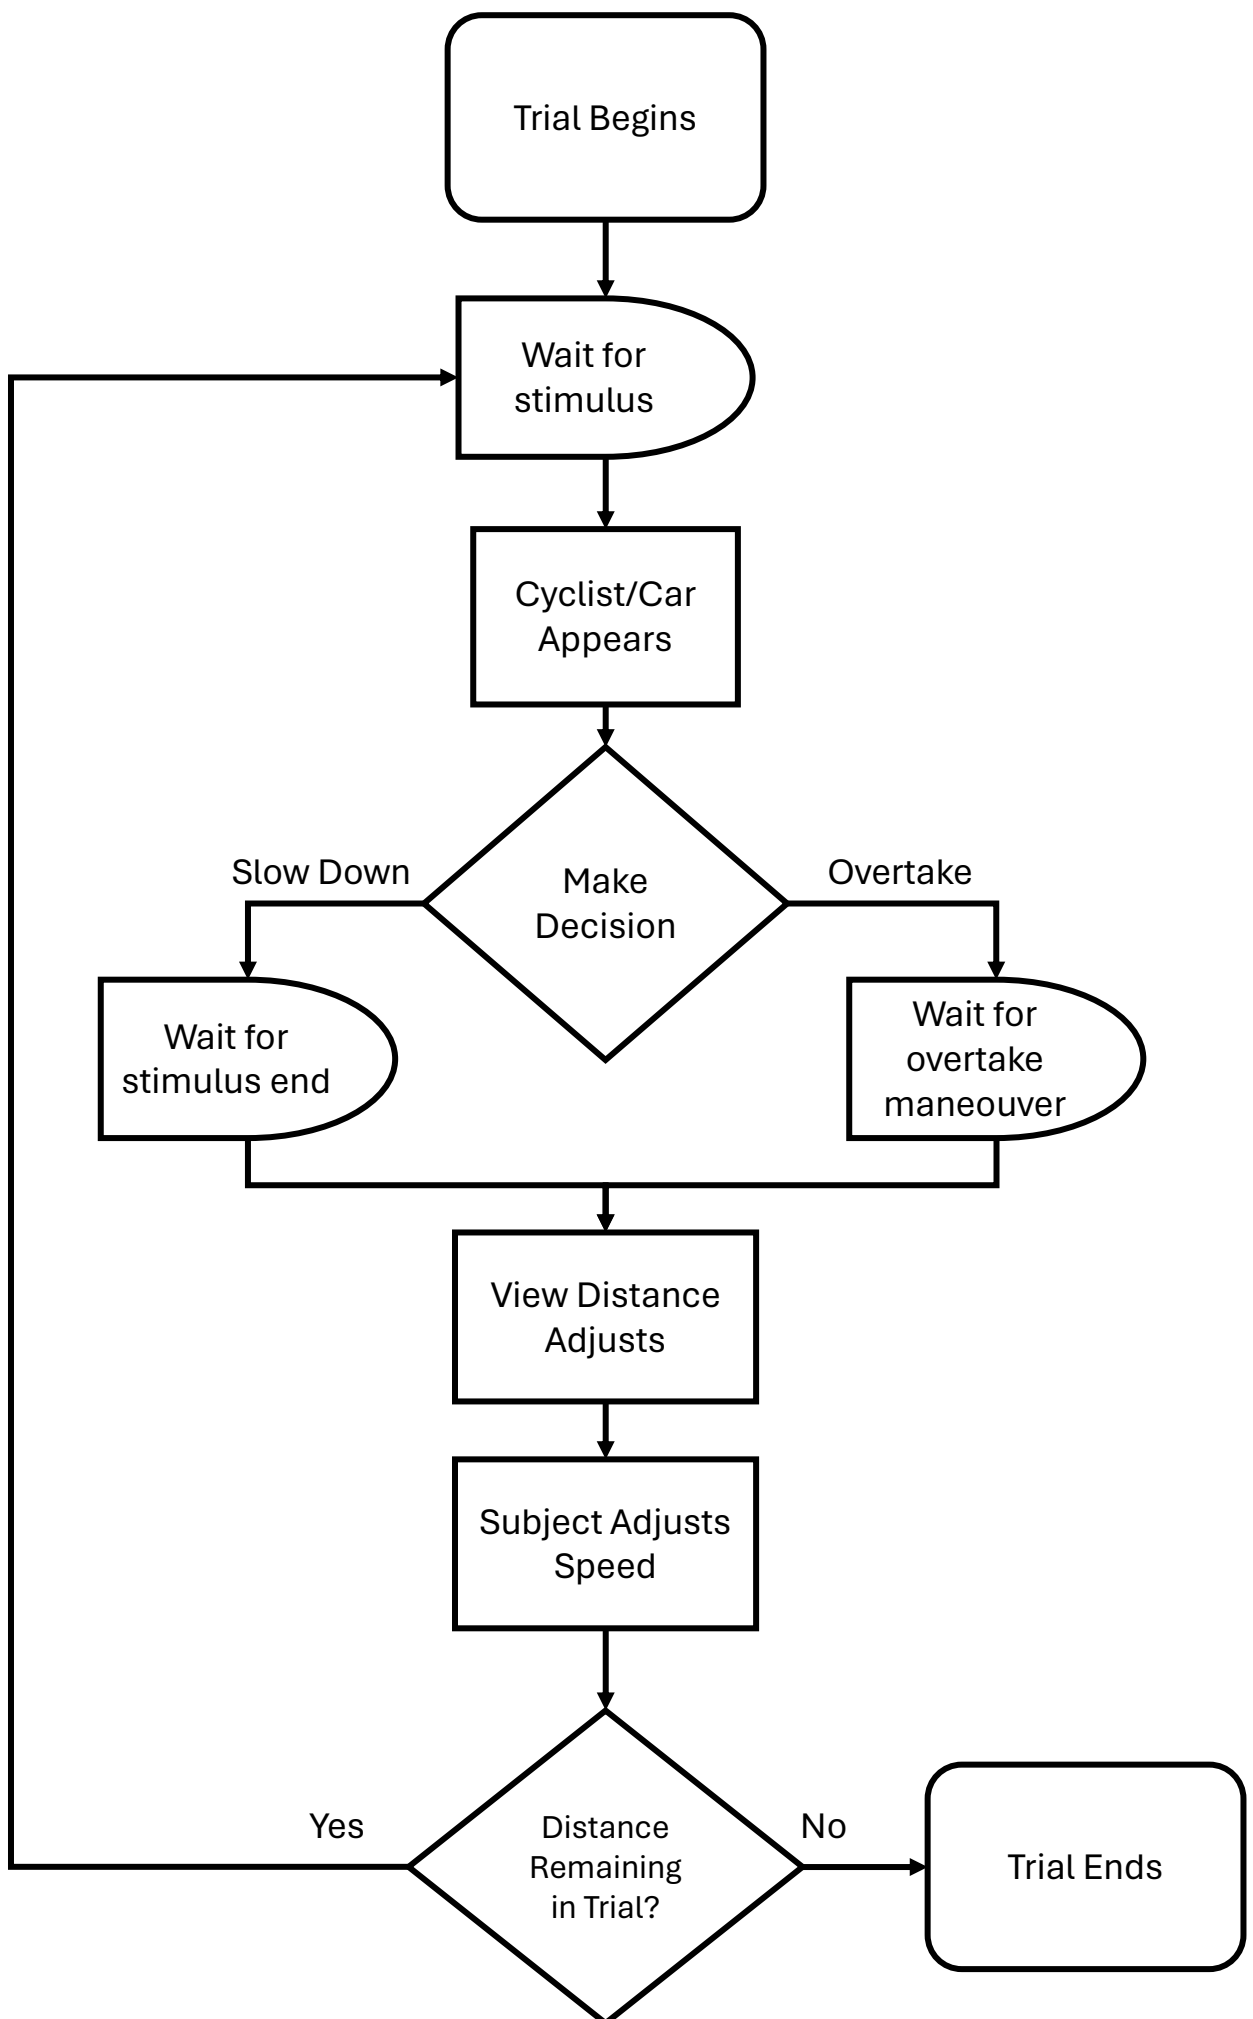 Trial Begins
Wait for
stimulus
Cyclist/Car
Appears
Slow Down
Make
Decision
Overtake
Wait for
stimulus end
Wait for
overtake
maneouver
View Distance
Adjusts
Subject Adjusts
Speed
Yes
Distance
Remaining
in Trial?
No
Trial Ends